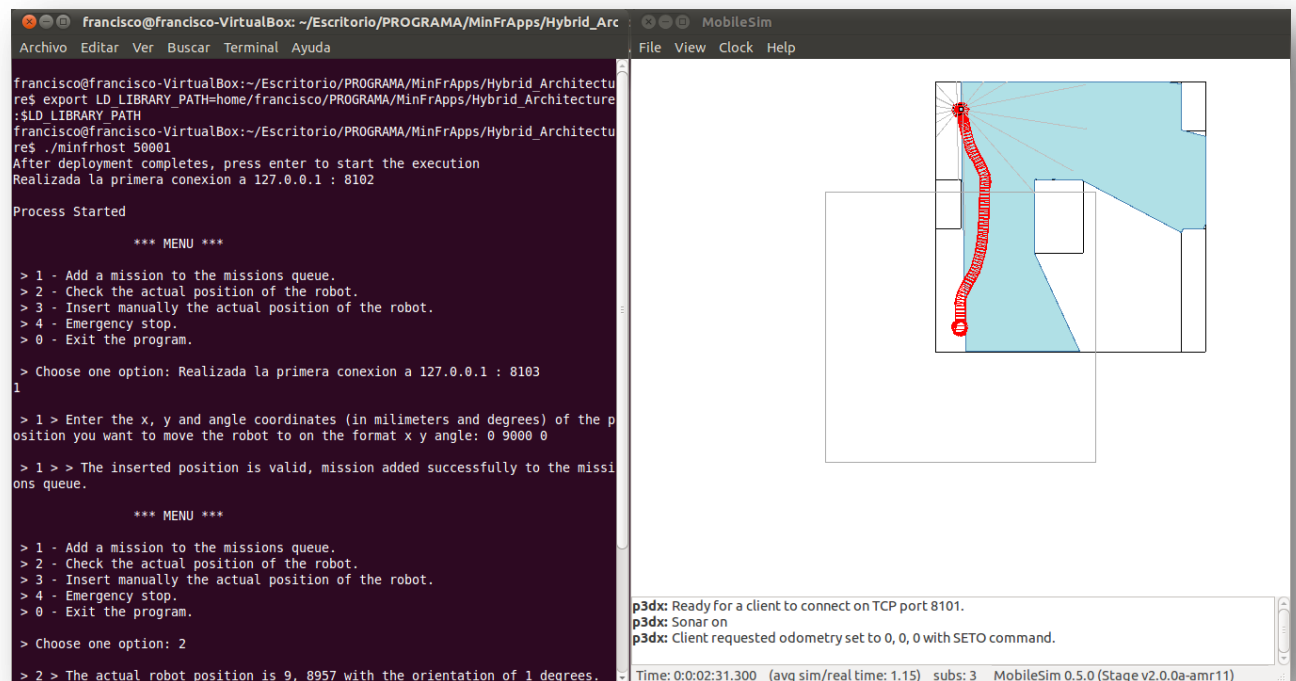 francisco@francisco-VirtualBox: ~/Escritorio/PROGRAMA/MinFrApps/Hybrid_Arc
Archivo Editar Ver Buscar Terminal Ayuda
francisco@francisco-VirtualBox:~/Escritorio/PROGRAMA/MinFrApps/Hybrid_Architectu
re$ export LD_LIBRARY_PATH=home/francisco/PROGRAMA/MinFrApps/Hybrid_Architecture
:$LD_LIBRARY_PATH
francisco@francisco-VirtualBox:~/Escritorio/PROGRAMA/MinFrApps/Hybrid_Architectu
re$ ./minfrhost 50001
After deployment completes, press enter to start the execution
Realizada la primera conexion a 127.0.0.1 : 8102
Process Started
*** MENU ***
> 1 - Add a mission to the missions queue.
> 2 - Check the actual position of the robot.
> 3 - Insert manually the actual position of the robot.
> 4 - Emergency stop.
> 0 - Exit the program.
> Choose one option: Realizada la primera conexion a 127.0.0.1 : 8103
1
> 1 > Enter the x, y and angle coordinates (in milimeters and degrees) of the p
osition you want to move the robot to on the format x y angle: 0 9000 0
> 1 > > The inserted position is valid, mission added successfully to the missi
ons queue.
*** MENU ***
> 1 - Add a mission to the missions queue.
> 2 - Check the actual position of the robot.
> 3 - Insert manually the actual position of the robot.
> 4 - Emergency stop.
> 0 - Exit the program.
> Choose one option: 2
> 2 > The actual robot position is 9, 8957 with the orientation of 1 degrees.
MobileSim
File View Clock Help
p3dx: Ready for a client to connect on TCP port 8101.
p3dx: Sonar on
p3dx: Client requested odometry set to 0, 0, 0 with SETO command.
Time: 0:0:02:31.300 (avg sim/real time: 1.15) subs: 3 MobileSim 0.5.0 (Stage v2.0.0a-amr11)